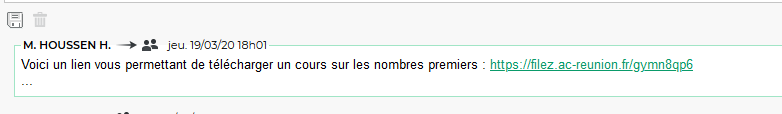 M. HOUSSEN H. jeu. 19/03/20 18h01
Voici un lien vous permettant de télécharger un cours sur les nombres premiers : https://filez.ac-reunion.fr/gymn8qp6
...